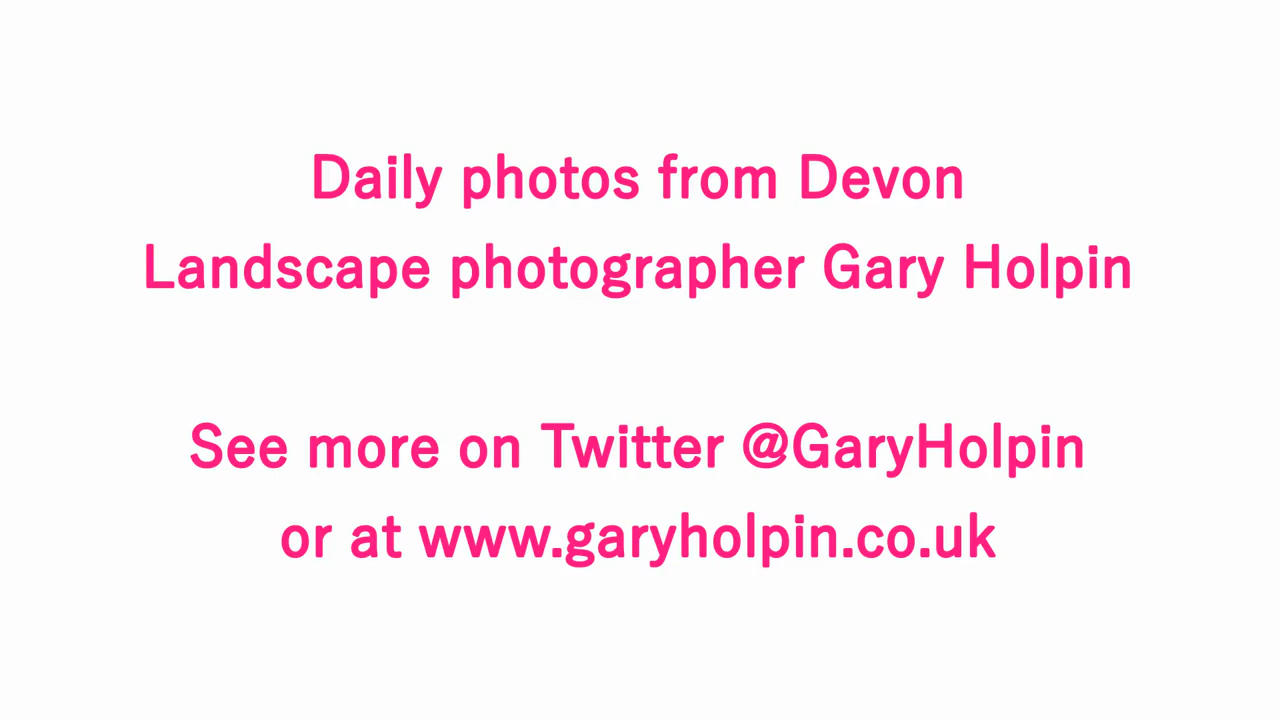 Daily photos from Devon
Landscape photographer Gary Holpin
See more on Twitter @GaryHolpin
or at www.garyholpin.co.uk